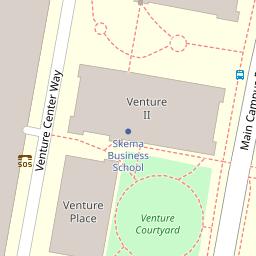 Venture Center Way
Venture
II
Main Campus
Skema
Business
School
SOS
Venture
Place
Venture
Courtyard